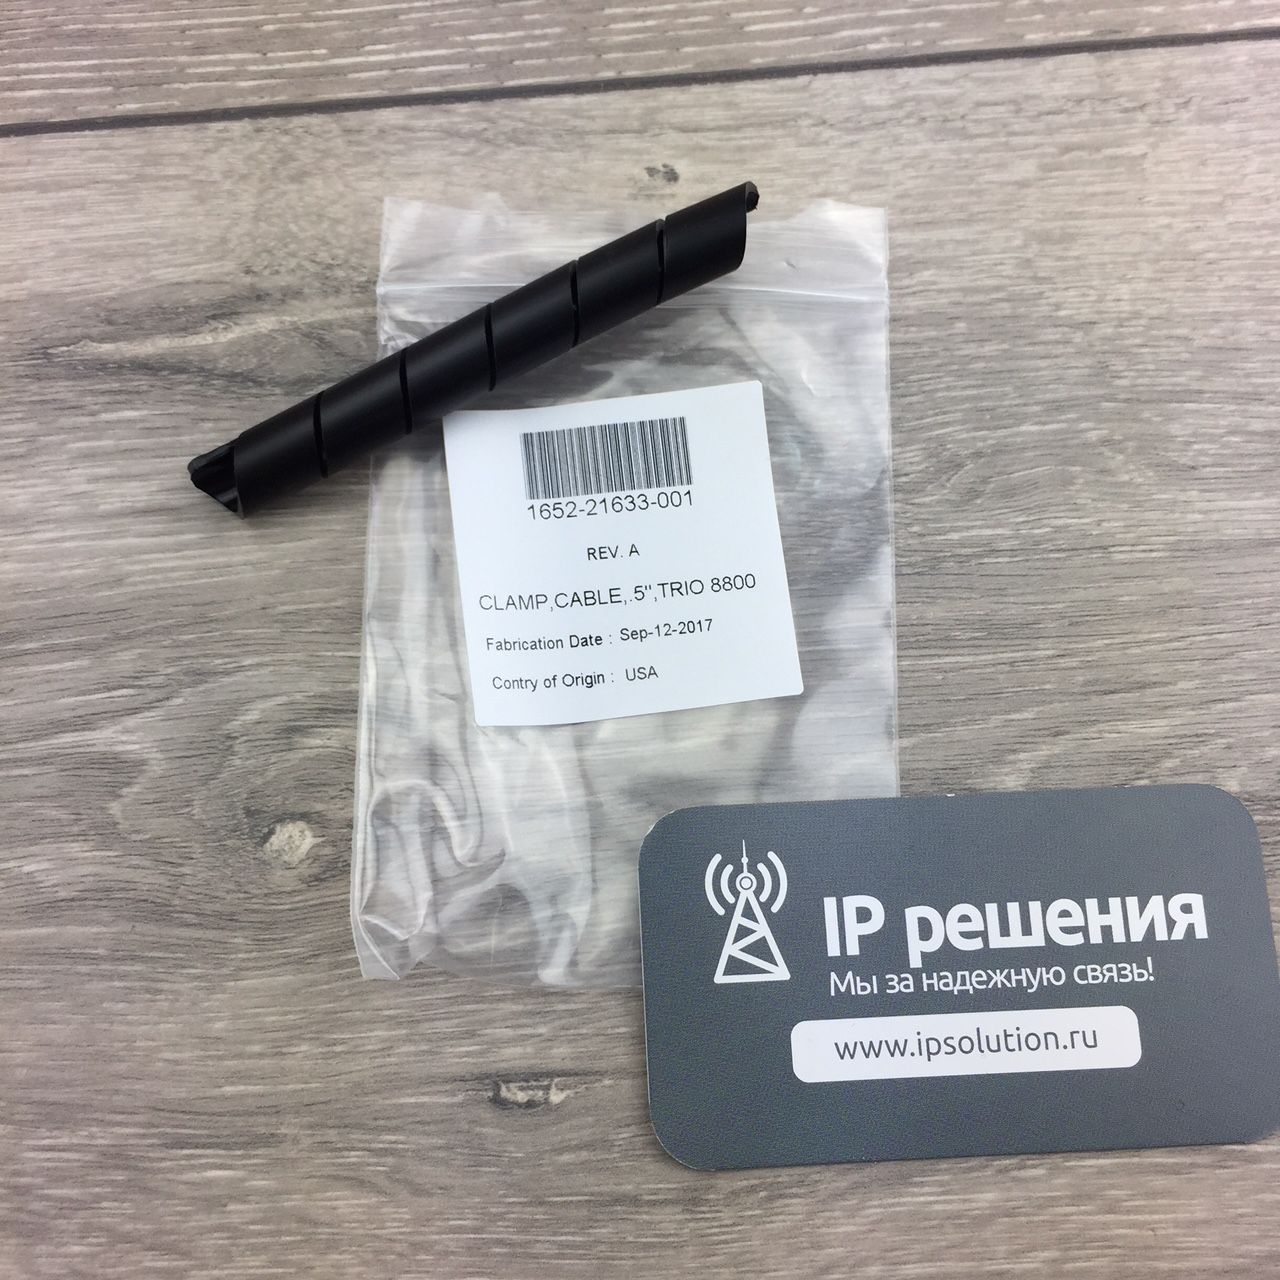 1652-21633-001
REV. A
CLAMP,CABLE,.5",TRIO 8800
Fabrication Date : Sep-12-2017
Contry of Origin : USA
IP решения
Мы за надежную связь!
www.ipsolution.ru